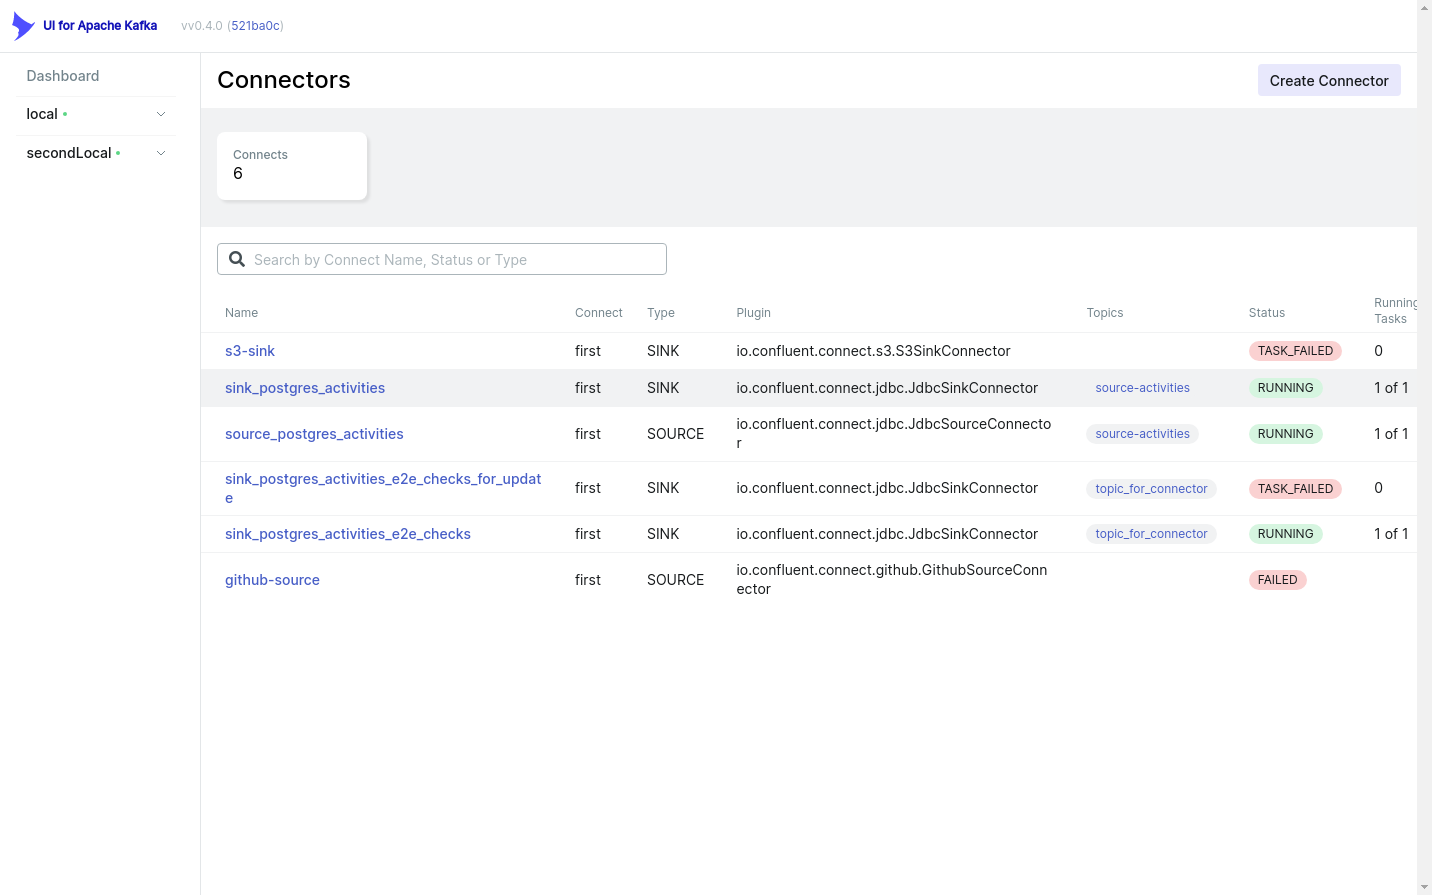 UI for Apache Kafka vv0.4.0 (521ba0c)
Dashboard
local
secondLocal
Connectors
Create Connector
Connects
6
Search by Connect Name, Status or Type
Name Connect Type Plugin Topics Status Running
Tasks
s3-sink first SINK io.confluent.connect.s3.S3SinkConnector TASK_FAILED 0
sink_postgres_activities first SINK io.confluent.connect.jdbc.JdbcSinkConnector source-activities RUNNING 1 of 1
source_postgres_activities first SOURCE io.confluent.connect.jdbc.JdbcSourceConnecto
r source-activities RUNNING 1 of 1
sink_postgres_activities_e2e_checks_for_updat
e first SINK io.confluent.connect.jdbc.JdbcSinkConnector topic_for_connector TASK_FAILED 0
sink_postgres_activities_e2e_checks first SINK io.confluent.connect.jdbc.JdbcSinkConnector topic_for_connector RUNNING 1 of 1
github-source first SOURCE io.confluent.connect.github.GithubSourceConn
ector FAILED